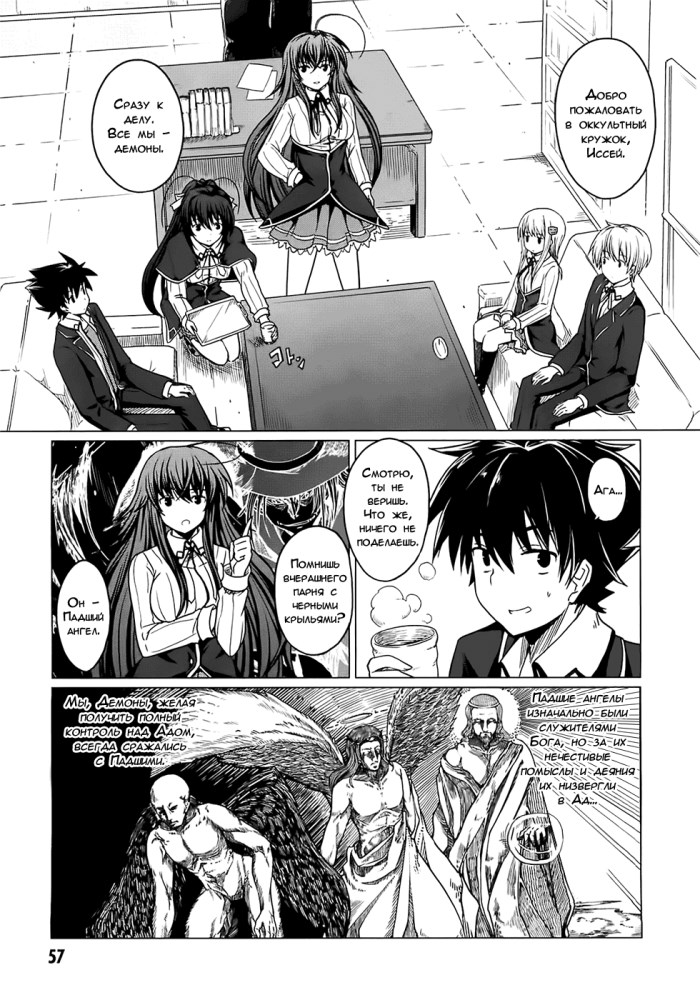 Добро
пожаловать
в оккультный
кружок,
Иссей.
Сразу к
делу.
Все мы –
демоны.
コトッ
Ага...
Смотрю,
ты не
веришь.
Что же,
ничего не
поделаешь.
Помнишь
вчерашнего
парня с
черными
крыльями?
Он –
Падший
ангел.
Падшие ангелы
изначально были
служителями
Бога, но за их
нечестивые
помыслы и деяния
их низвергли
в Ад...
Мы, Демоны, желая
получить полный
контроль над Адом,
всегда сражались
с Падшими.
57